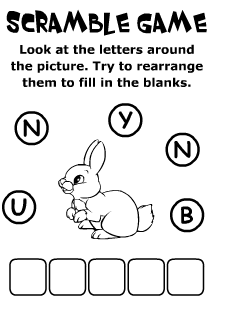 SCRAMBLE GAME
Look at the letters around
the picture. Try to rearrange
them to fill in the blanks.
Y
N
N
U
B